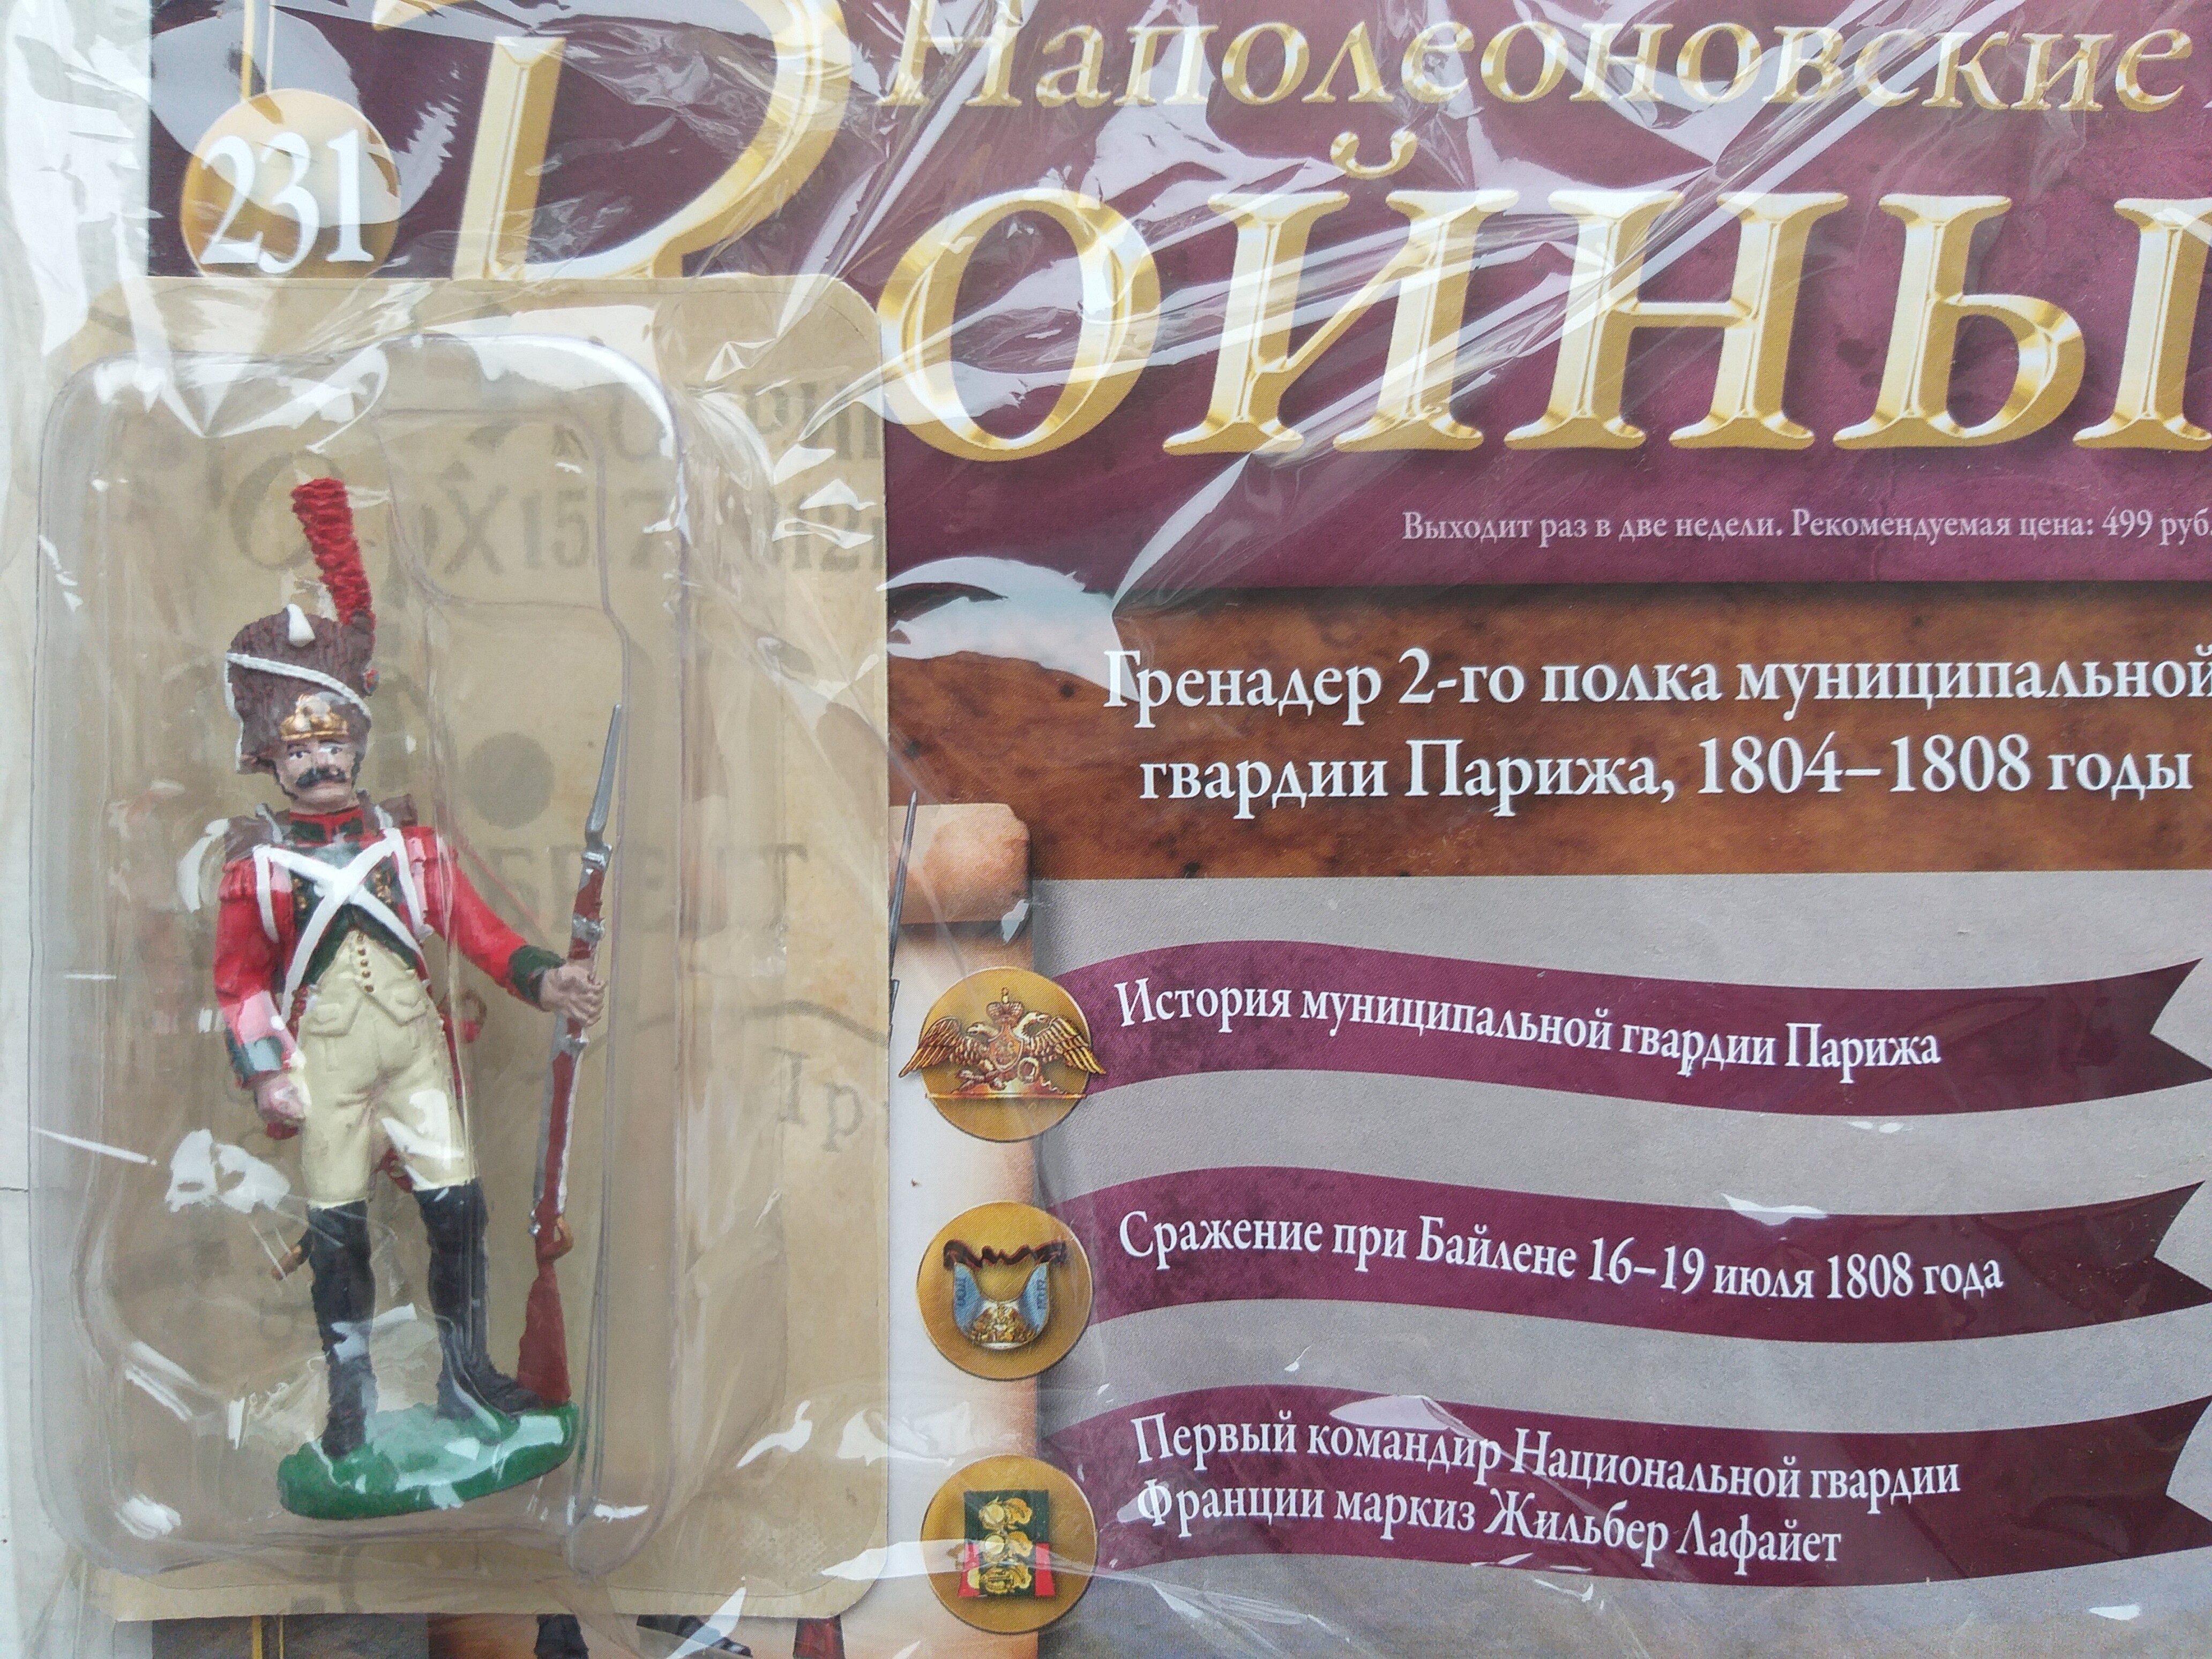 231
Наполеоновские
Войны
Выходит раз в две недели. Рекомендуемая цена: 499 руб.
Гренадер 2-го полка муниципальной
гвардии Парижа, 1804–1808 годы
История муниципальной гвардии Парижа
Сражение при Байлене 16–19 июля 1808 года
Первый командир Национальной гвардии
Франции маркиз Жильбер Лафайет